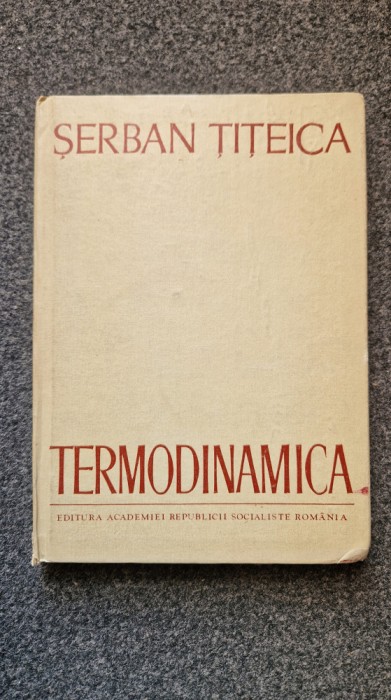 ȘERBAN ȚIȚEICA
TERMODINAMICA
EDITURA ACADEMIEI REPUBLICII SOCIALISTE ROMÂNIA